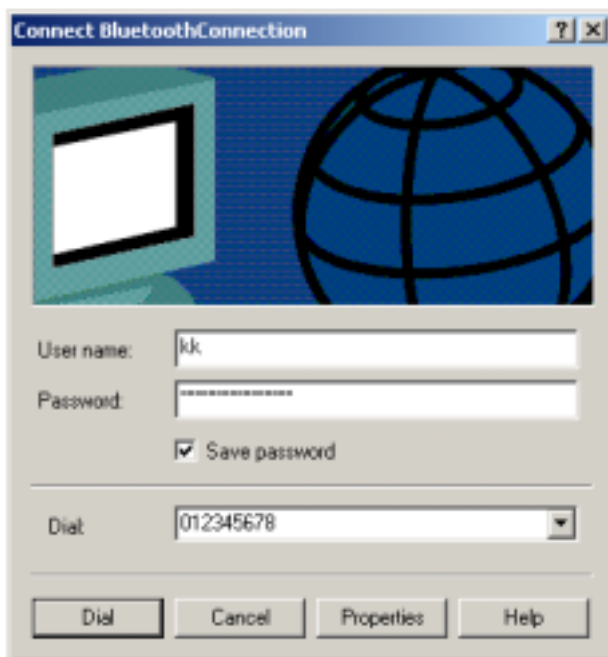 Connect BluetoothConnection
User name: kk
Password: ****************
Save password
Dial: 012345678
Dial Cancel Properties Help